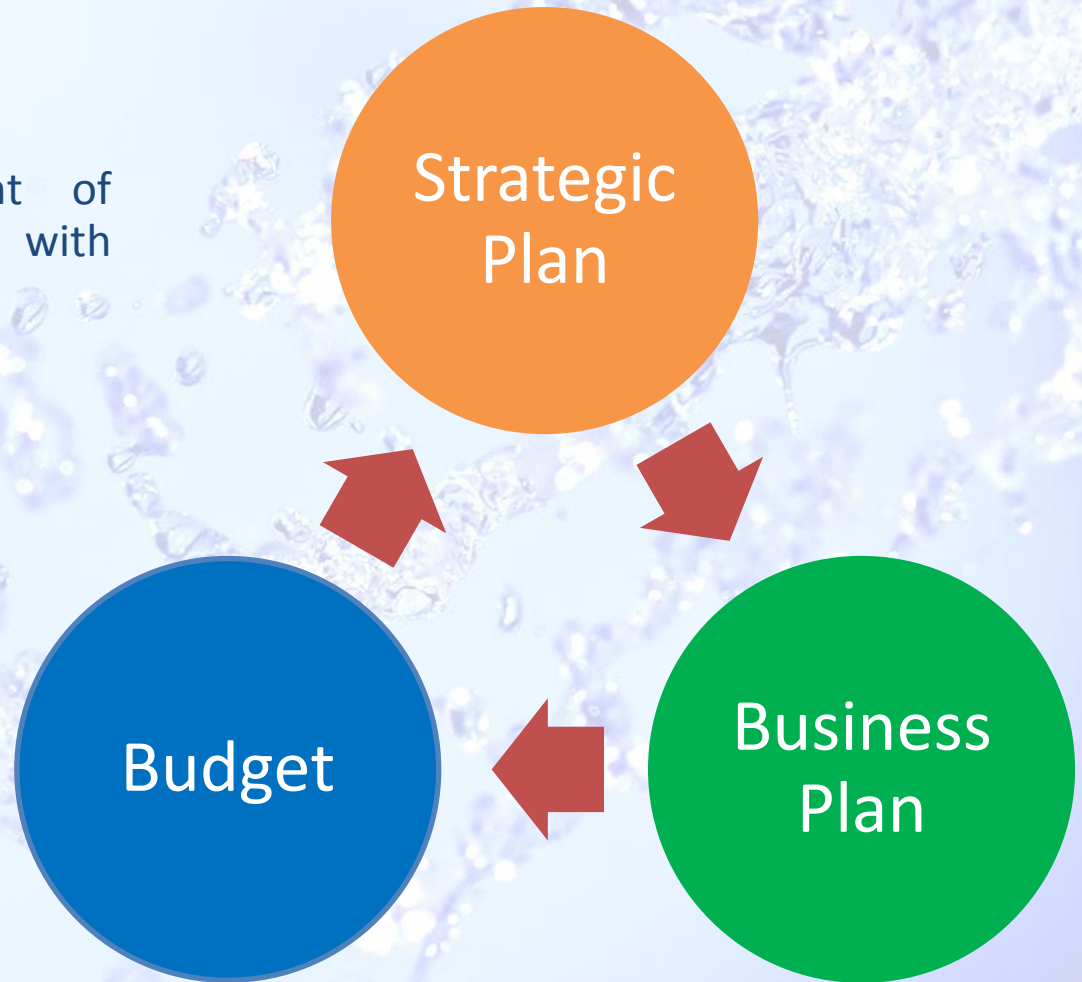 of
with
Strategic
Plan
Business
Plan
Budget